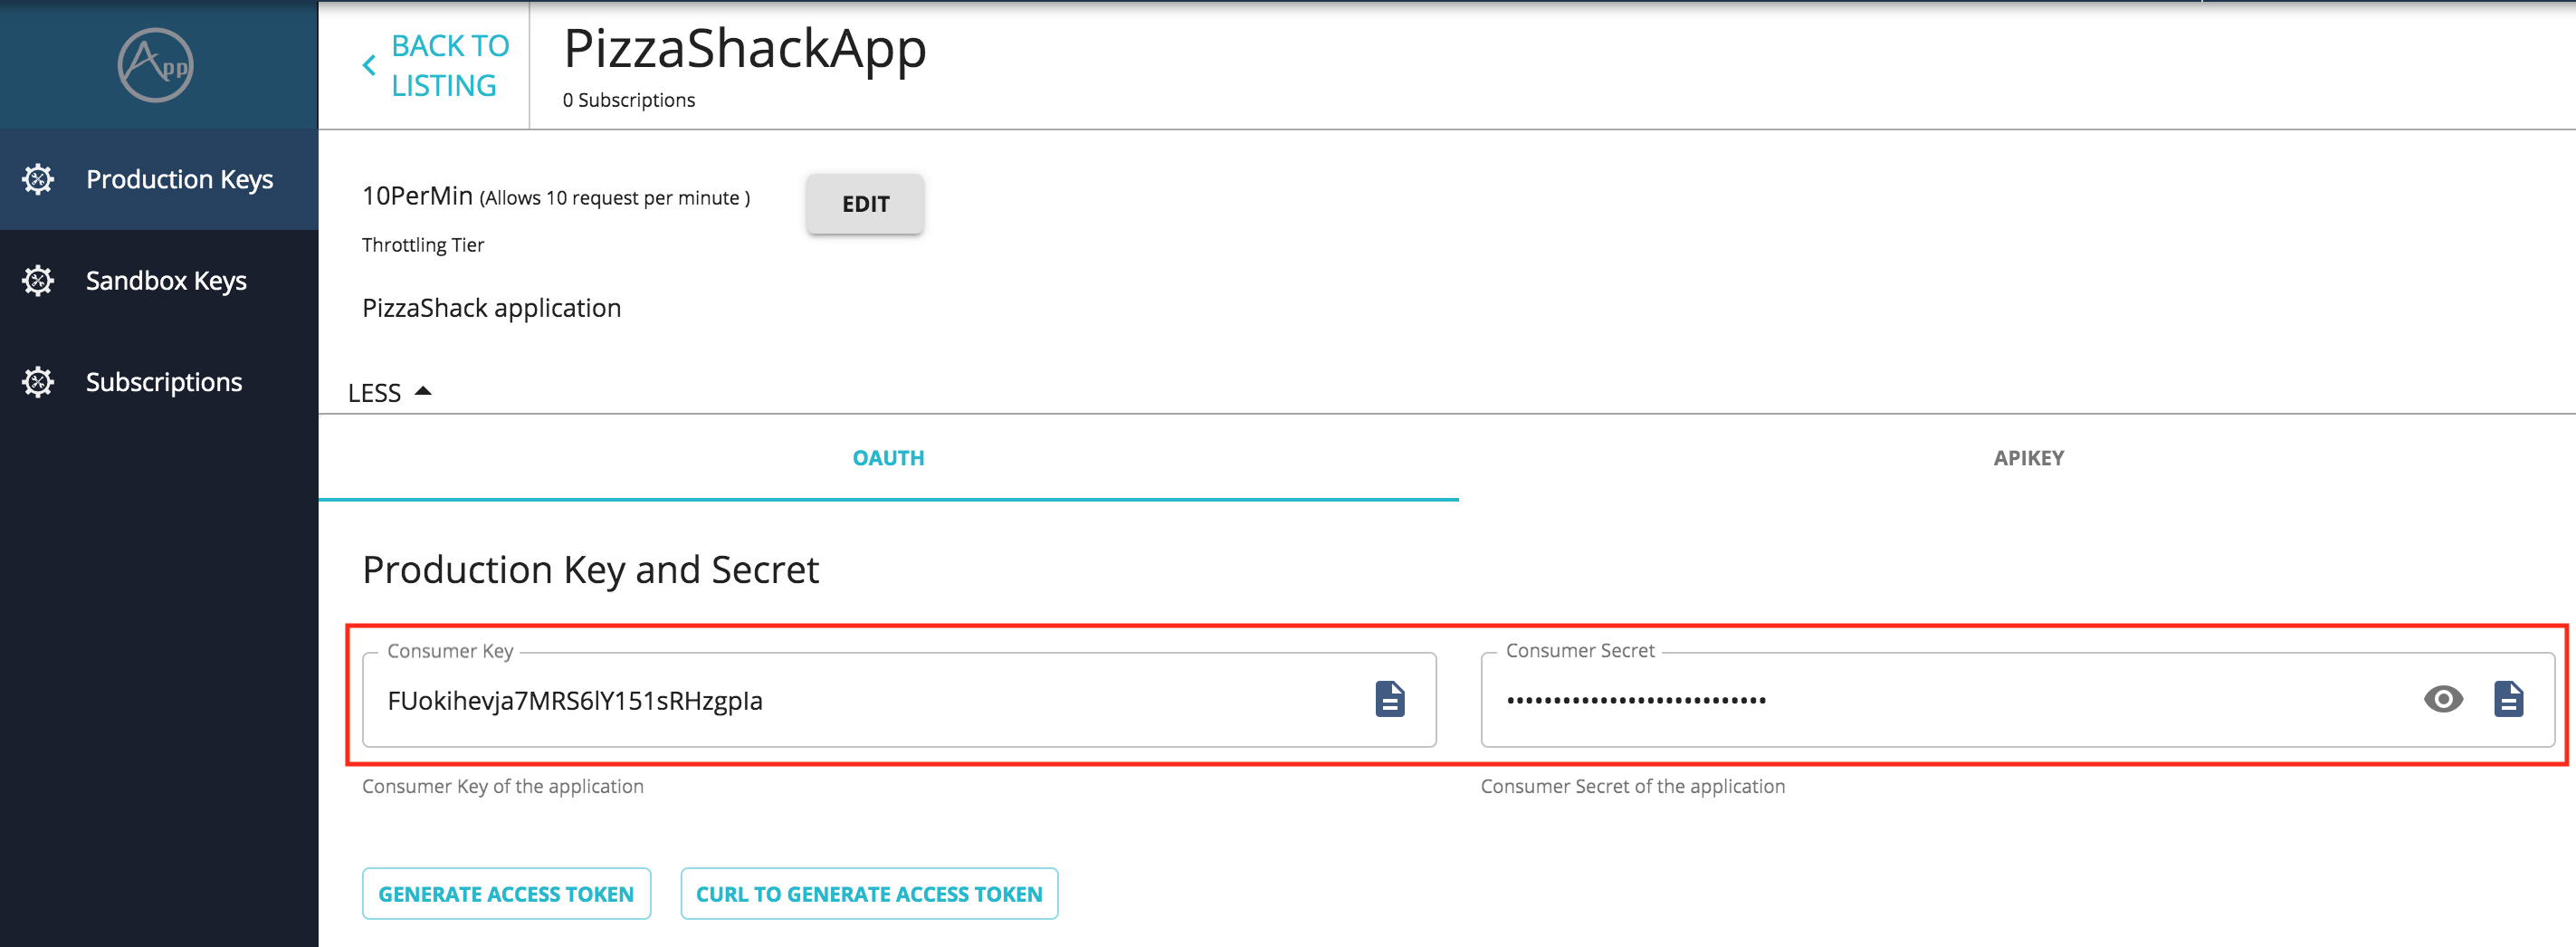 App
BACK TO
LISTING
PizzaShackApp
0 Subscriptions
Production Keys
Sandbox Keys
Subscriptions
10PerMin (Allows 10 request per minute )
EDIT
Throttling Tier
PizzaShack application
LESS
OAUTH
APIKEY
Production Key and Secret
Consumer Key
FUokihevja7MRS6lY151sRHzgpIa
Consumer Key of the application
Consumer Secret
••••••••••••••••••••••••••••
Consumer Secret of the application
GENERATE ACCESS TOKEN
CURL TO GENERATE ACCESS TOKEN